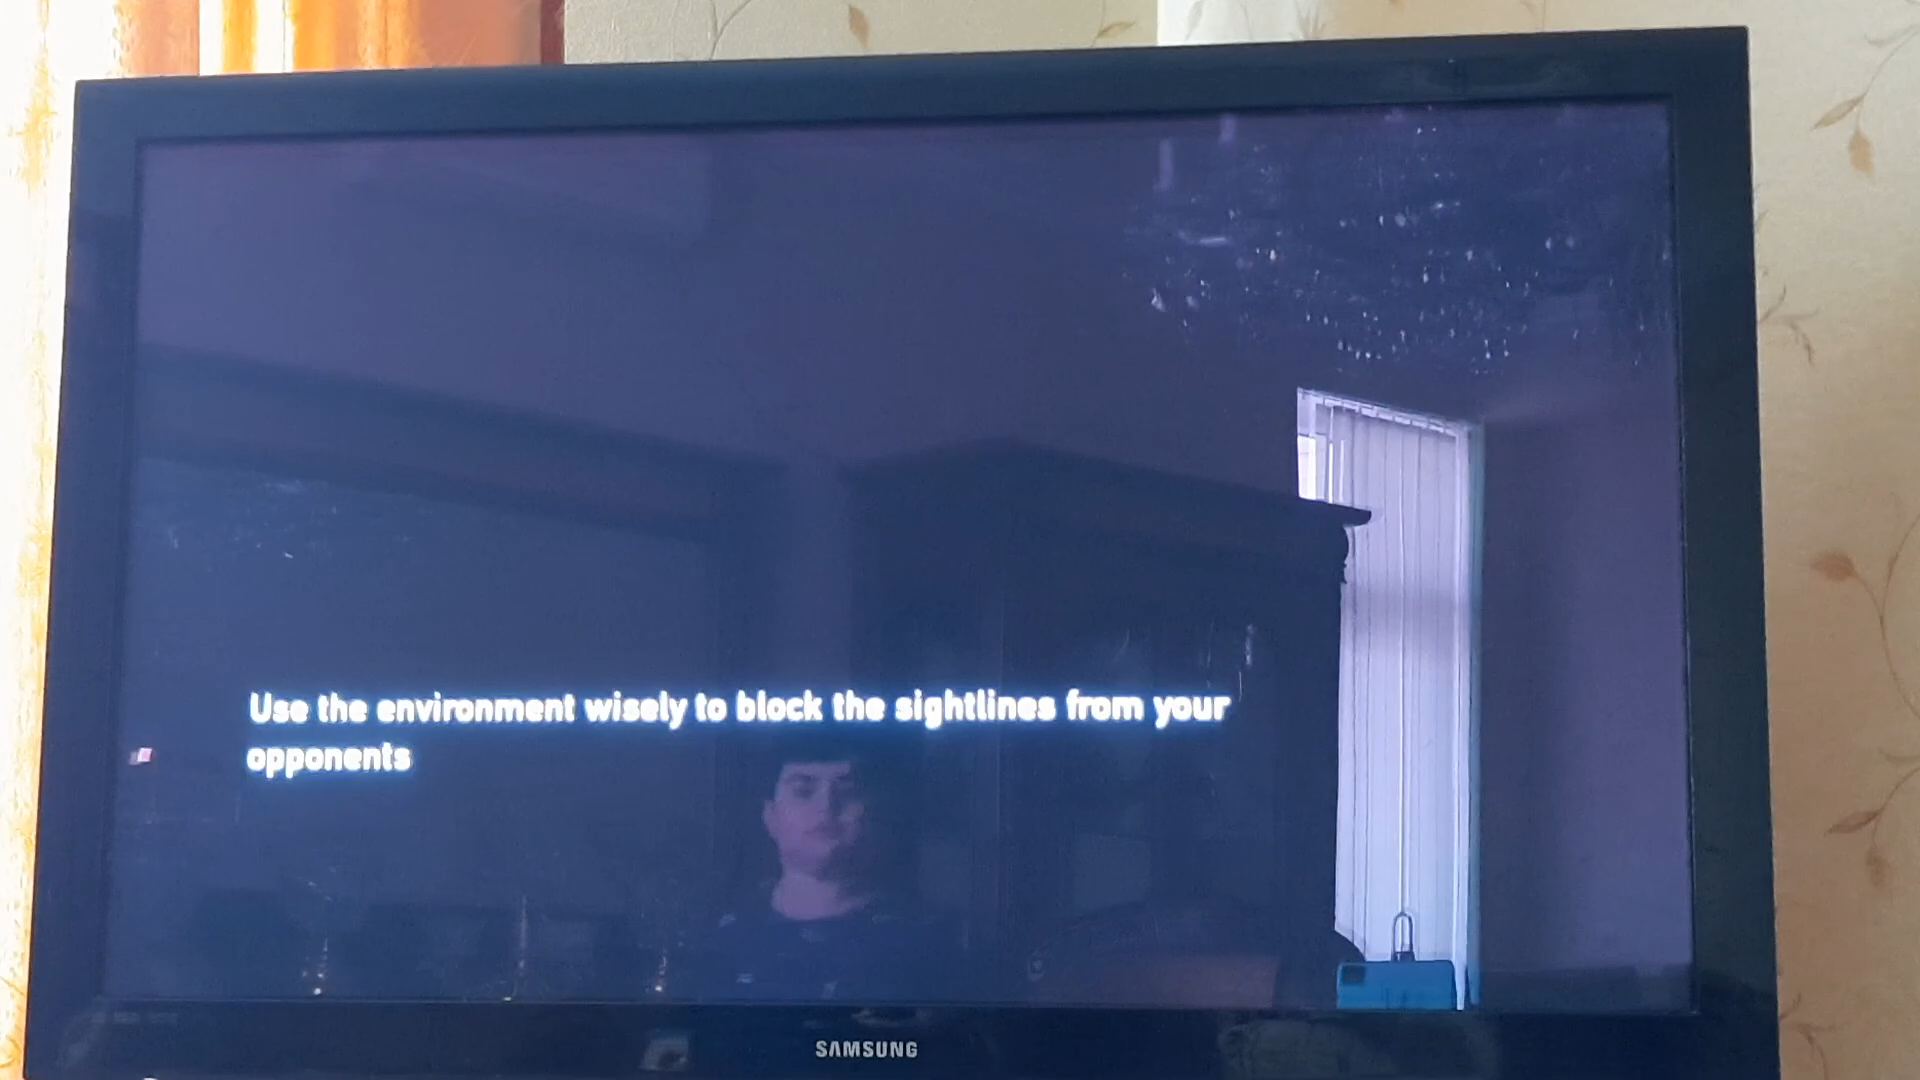 Use the environment wisely to block the sightlines from your
opponents
SAMSUNG